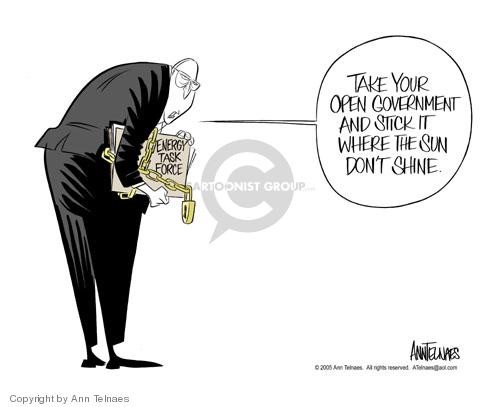 TAKE YOUR
OPEN GOVERNMENT
AND STICK IT
WHERE THE SUN
DON'T SHINE.
ENERGY
TASK
FORCE
CARTOONIST GROUP
ANN TELNAES
© 2005 Ann Telnaes. All rights reserved. ATelnaes@aol.com
Copyright by Ann Telnaes